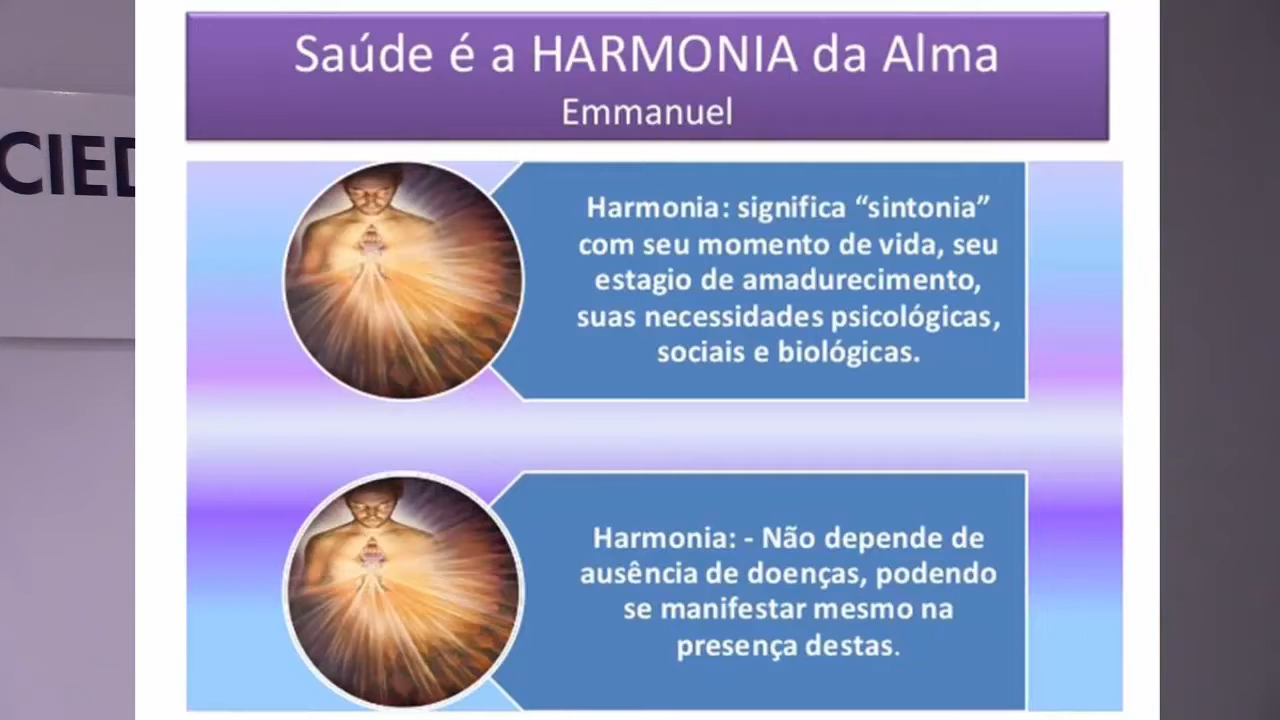 Saúde é a HARMONIA da Alma
Emmanuel
CIED
Harmonia: significa “sintonia”
com seu momento de vida, seu
estagio de amadurecimento,
suas necessidades psicológicas,
sociais e biológicas.
Harmonia: - Não depende de
ausência de doenças, podendo
se manifestar mesmo na
presença destas.